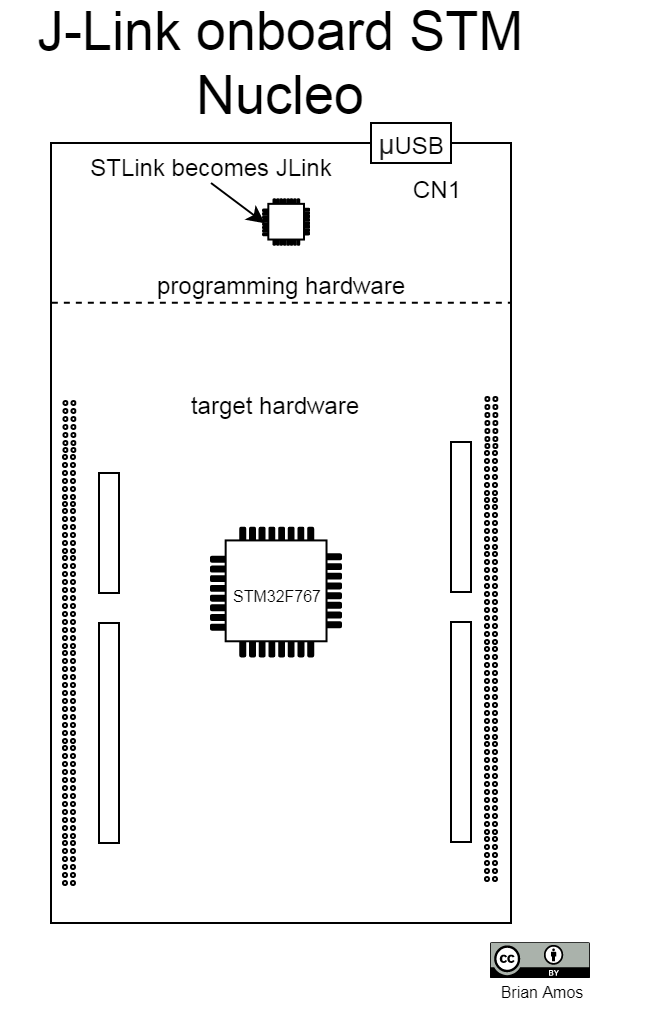 J-Link onboard STM
Nucleo
µUSB
STLink becomes JLink
CN1
programming hardware
target hardware
STM32F767
cc
BY
Brian Amos